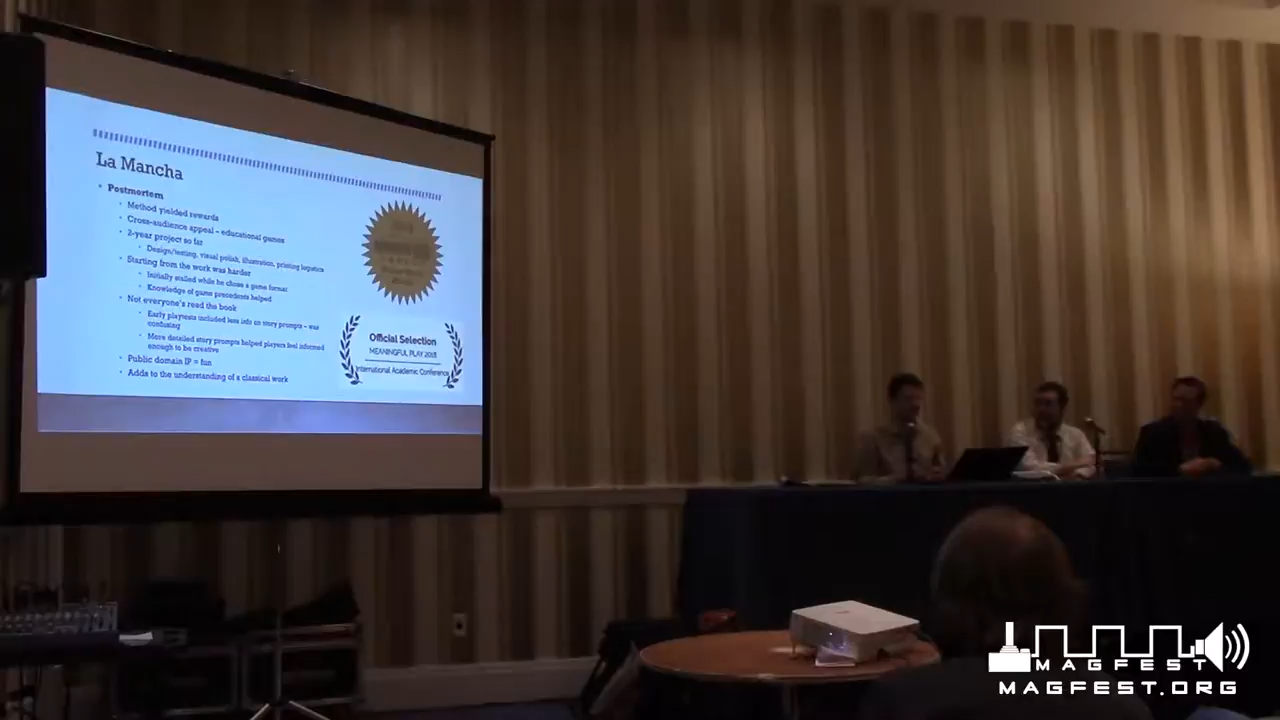 La Mancha
• Postmortem
• Method yielded rewards
• Cross-audience appeal – educational games
• 2-year project so far
• Design/testing, visual polish, illustration, printing logistics
• Starting from the work was harder
• Initially stalled while he chose a game format
• Knowledge of game precedents helped
• Not everyone's read the book
• Early playtests included less info on story prompts – was
confusing
• More detailed story prompts helped players feel informed
enough to be creative
• Public domain IP = fun
• Adds to the understanding of a classical work
Official Selection
MEANINGFUL PLAY 2018
International Academic Conference
MAGFEST
MAGFEST.ORG